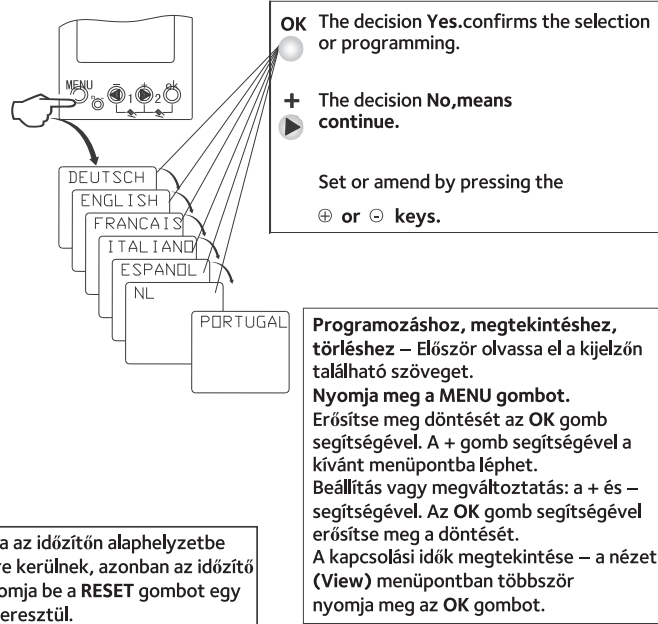 OK The decision Yes.confirms the selection
or programming.
+ The decision No,means
continue.
Set or amend by pressing the
⊕ or ⊖ keys.
MENU
− 1 + 2 ok
DEUTSCH
ENGLISH
FRANCAIS
ITALIANO
ESPANOL
NL
PORTUGAL
Programozáshoz, megtekintéshez,
törléshez – Először olvassa el a kijelzőn
található szöveget.
Nyomja meg a MENU gombot.
Erősítse meg döntését az OK gomb
segítségével. A + gomb segítségével a
kívánt menüpontba léphet.
Beállítás vagy megváltoztatás: a + és –
segítségével. Az OK gomb segítségével
erősítse meg a döntését.
A kapcsolási idők megtekintése – a nézet
(View) menüpontban többször
nyomja meg az OK gombot.
a az időzítőn alaphelyzetbe
re kerülnek, azonban az időzítő
omja be a RESET gombot egy
eresztül.